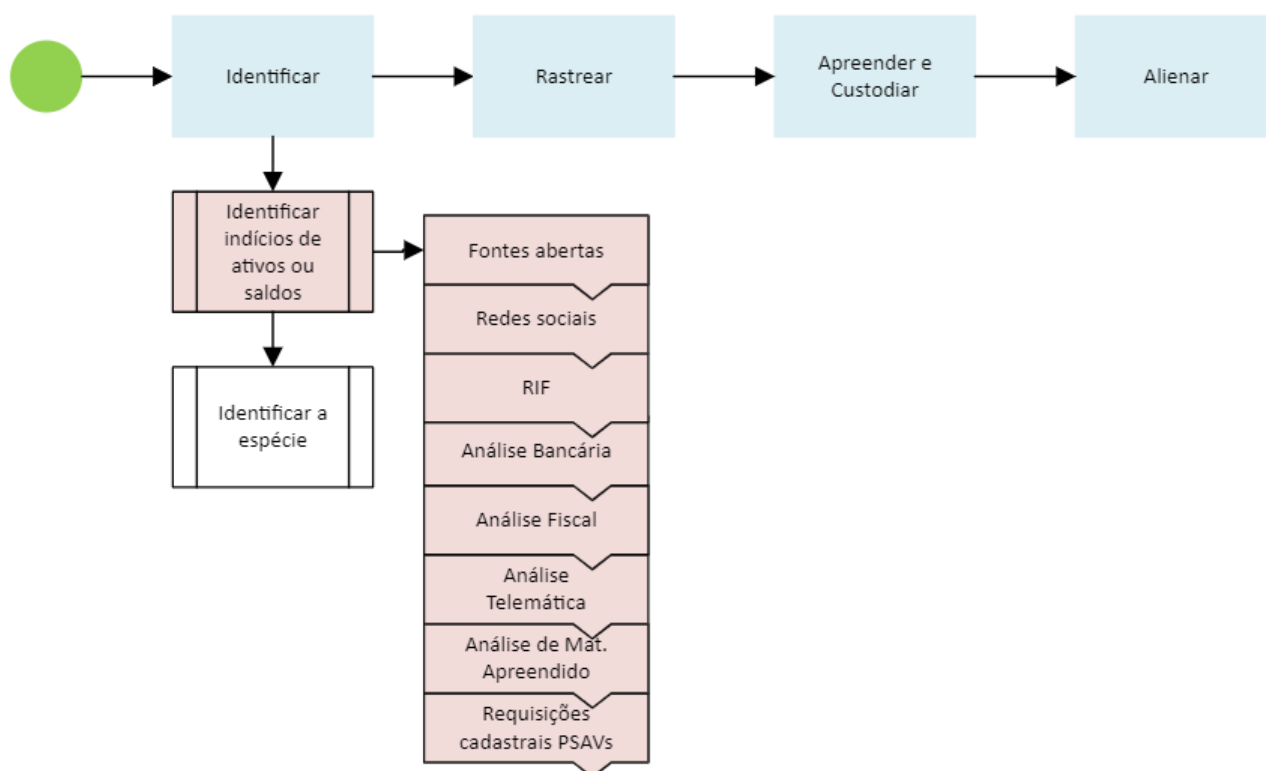 Identificar
Rastrear
Apreender e
Custodiar
Alienar
Identificar
indícios de
ativos ou
saldos
Identificar a
espécie
Fontes abertas
Redes sociais
RIF
Análise Bancária
Análise Fiscal
Análise
Telemática
Análise de Mat.
Apreendido
Requisições
cadastrais PSAVs